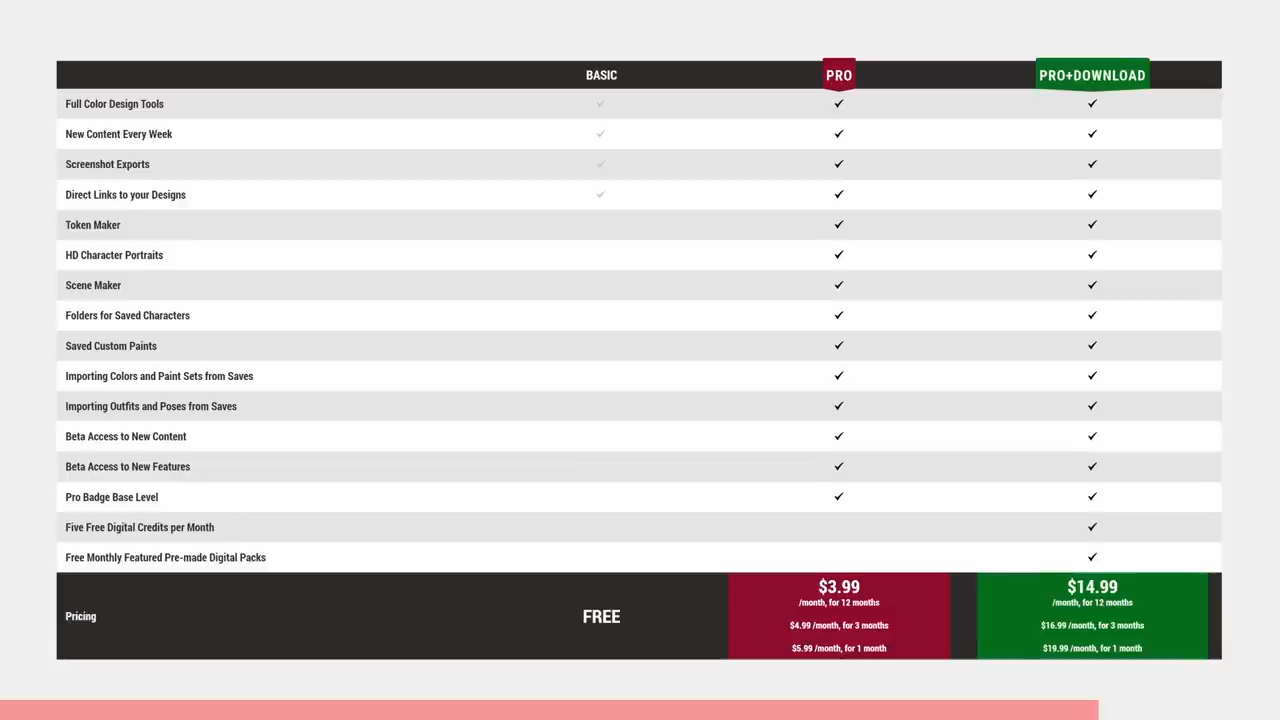 BASIC PRO PRO+DOWNLOAD
Full Color Design Tools
New Content Every Week
Screenshot Exports
Direct Links to your Designs
Token Maker
HD Character Portraits
Scene Maker
Folders for Saved Characters
Saved Custom Paints
Importing Colors and Paint Sets from Saves
Importing Outfits and Poses from Saves
Beta Access to New Content
Beta Access to New Features
Pro Badge Base Level
Five Free Digital Credits per Month
Free Monthly Featured Pre-made Digital Packs
Pricing
FREE
$3.99
/month, for 12 months
$4.99 /month, for 3 months
$5.99 /month, for 1 month
$14.99
/month, for 12 months
$16.99 /month, for 3 months
$19.99 /month, for 1 month